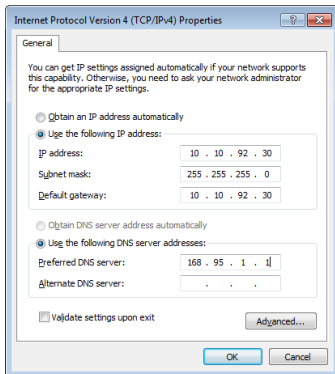 Internet Protocol Version 4 (TCP/IPv4) Properties
General
You can get IP settings assigned automatically if your network supports
this capability. Otherwise, you need to ask your network administrator
for the appropriate IP settings.
Obtain an IP address automatically
Use the following IP address:
IP address: 10 . 10 . 92 . 30
Subnet mask: 255 . 255 . 255 . 0
Default gateway: 10 . 10 . 92 . 30
Obtain DNS server address automatically
Use the following DNS server addresses:
Preferred DNS server: 168 . 95 . 1 . 1
Alternate DNS server: . . .
Validate settings upon exit
Advanced...
OK Cancel